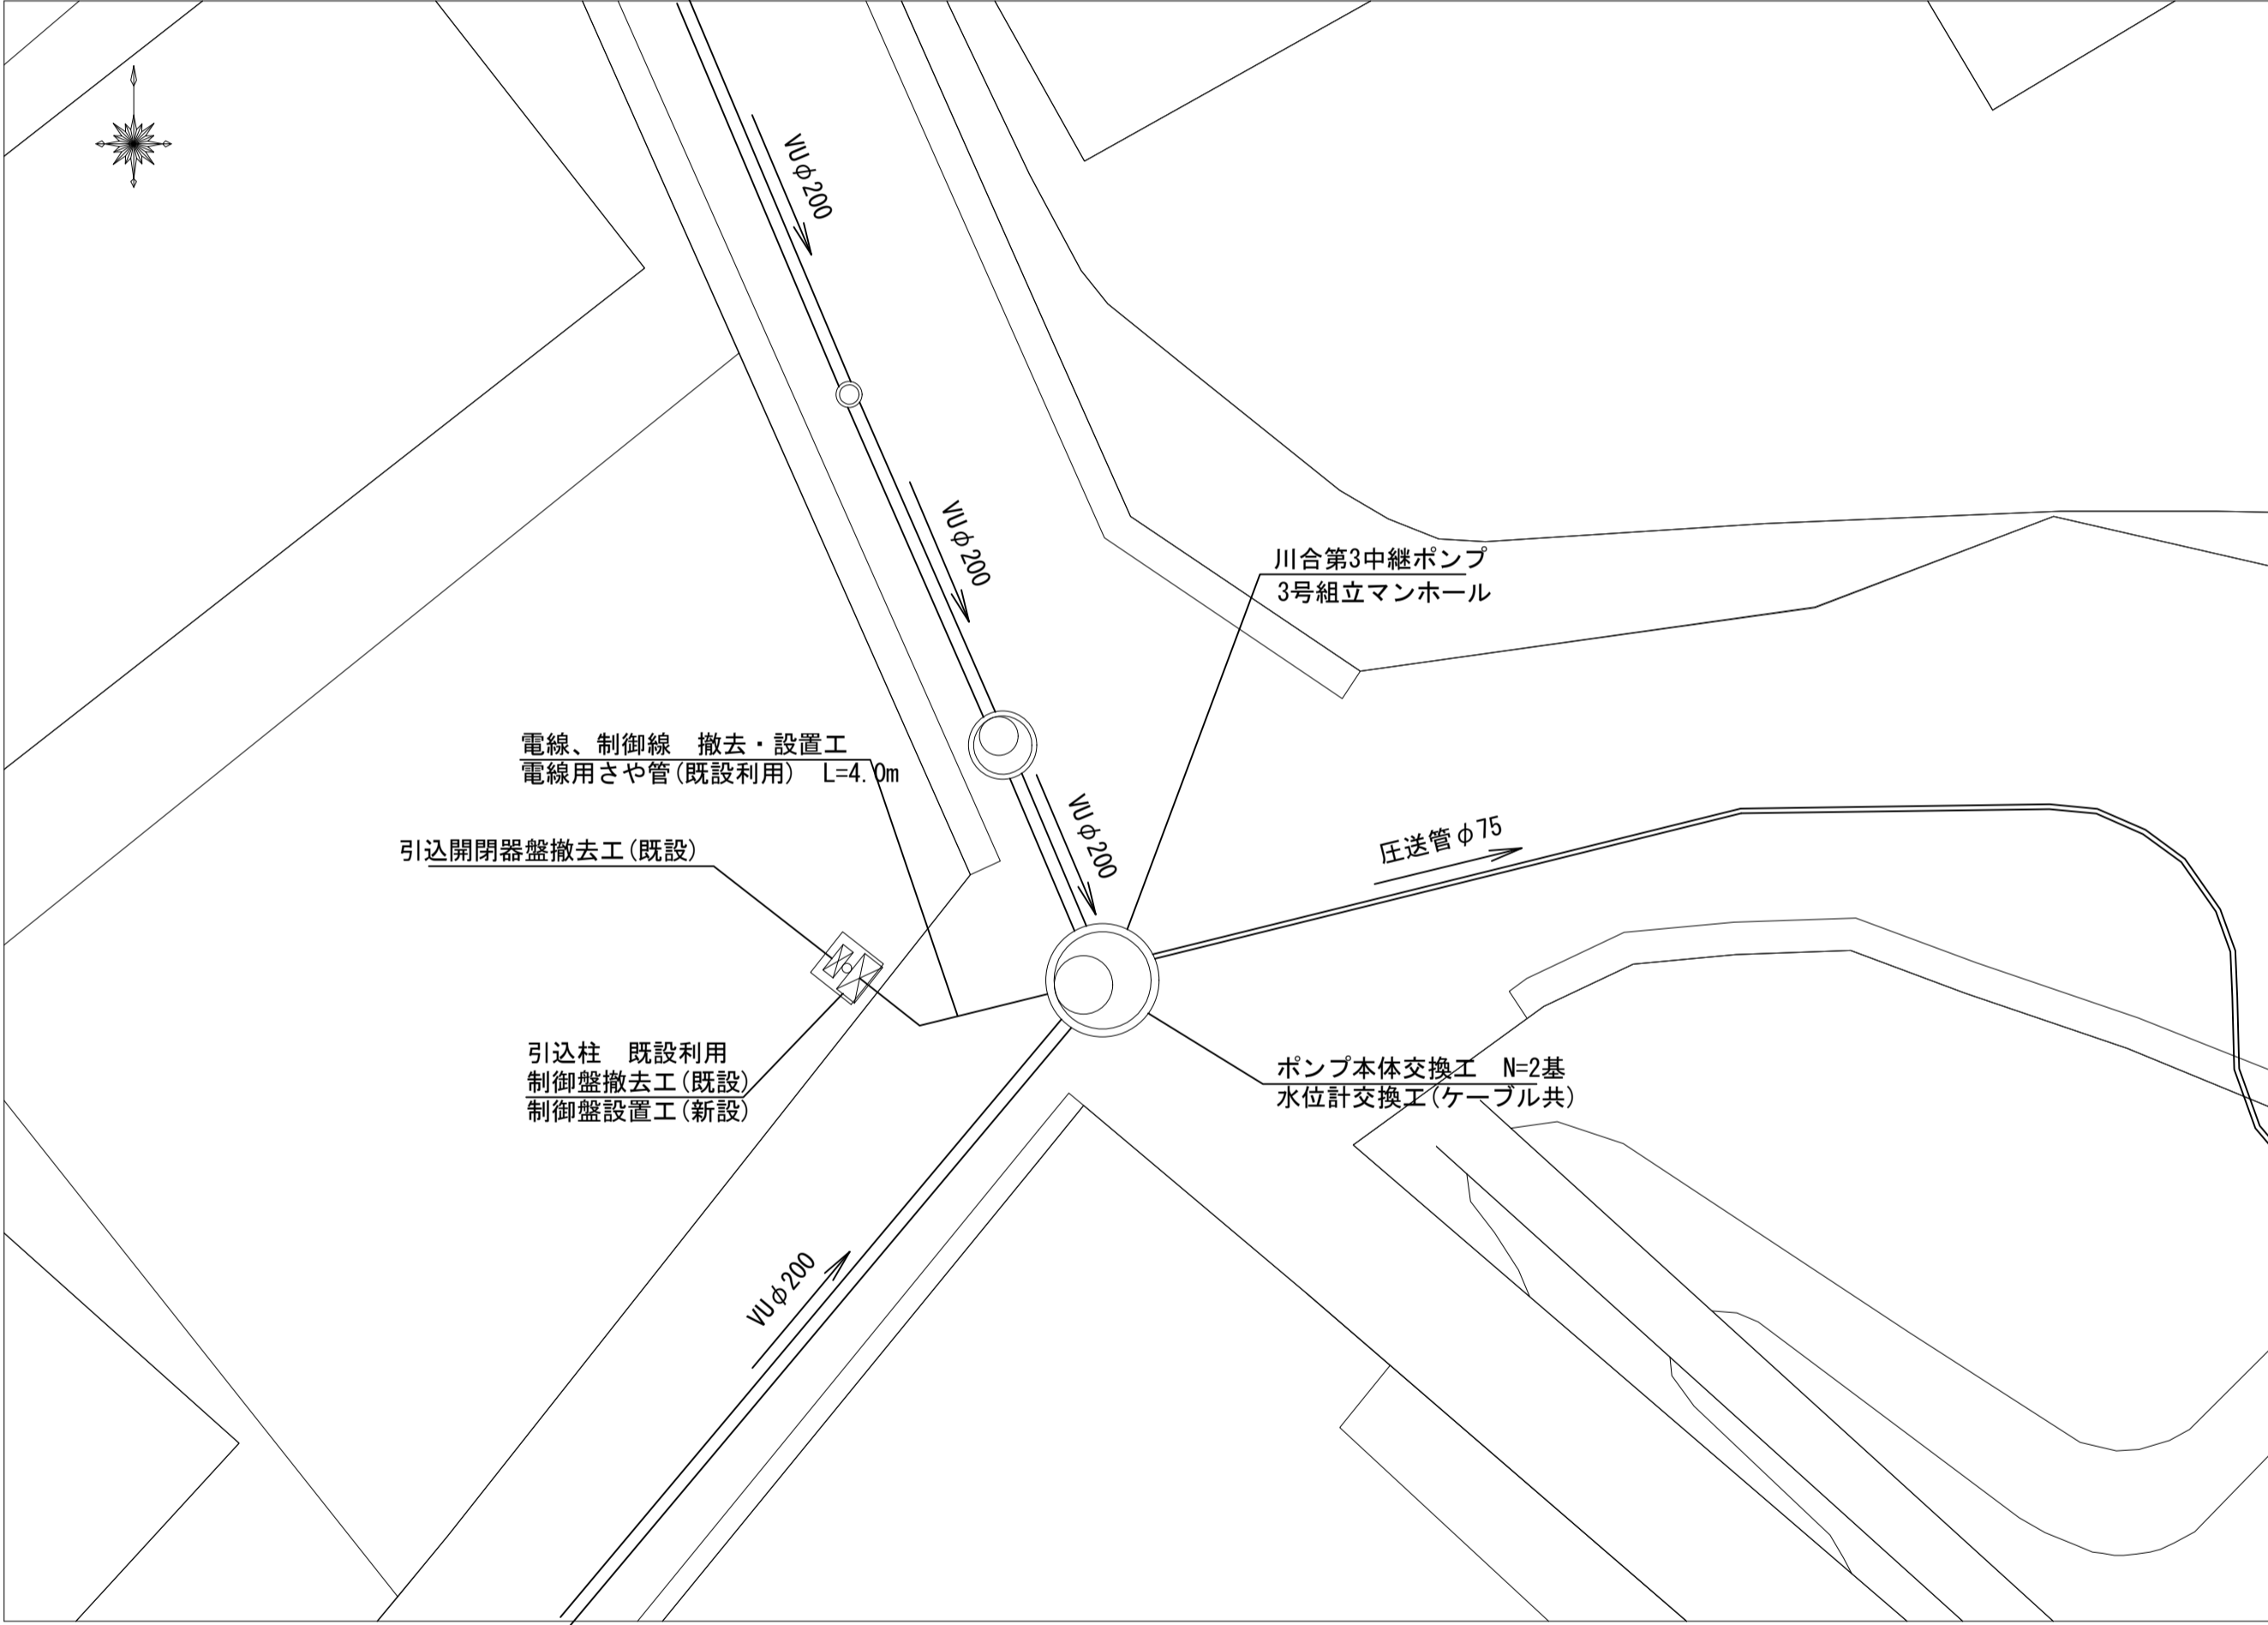 VUφ200
VUφ200
川合第3中継ポンプ
3号組立マンホール
電線、制御線　撤去・設置工
電線用さや管(既設利用)　L=4.0m
VUφ200
圧送管φ75
引込開閉器盤撤去工(既設)
引込柱　既設利用
制御盤撤去工(既設)
制御盤設置工(新設)
ポンプ本体交換工　N=2基
水位計交換工(ケーブル共)
VUφ200